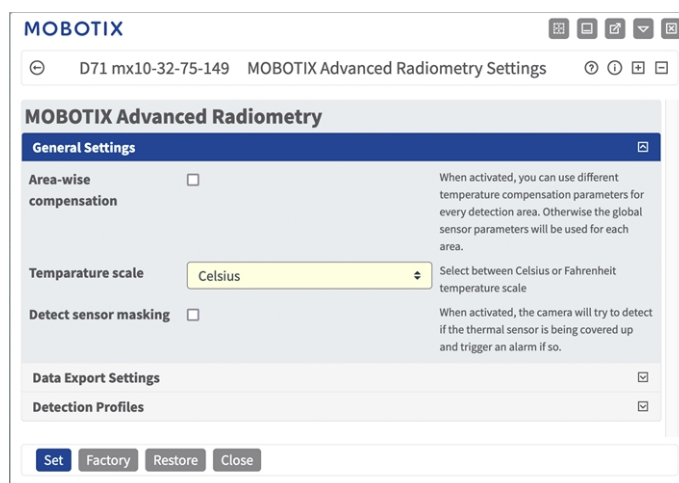 MOBOTIX
D71 mx10-32-75-149 MOBOTIX Advanced Radiometry Settings
MOBOTIX Advanced Radiometry
General Settings
Area-wise
compensation
When activated, you can use different
temperature compensation parameters for
every detection area. Otherwise the global
sensor parameters will be used for each
area.
Temparature scale
Celsius
Select between Celsius or Fahrenheit
temperature scale
Detect sensor masking
When activated, the camera will try to detect
if the thermal sensor is being covered up
and trigger an alarm if so.
Data Export Settings
Detection Profiles
Set Factory Restore Close